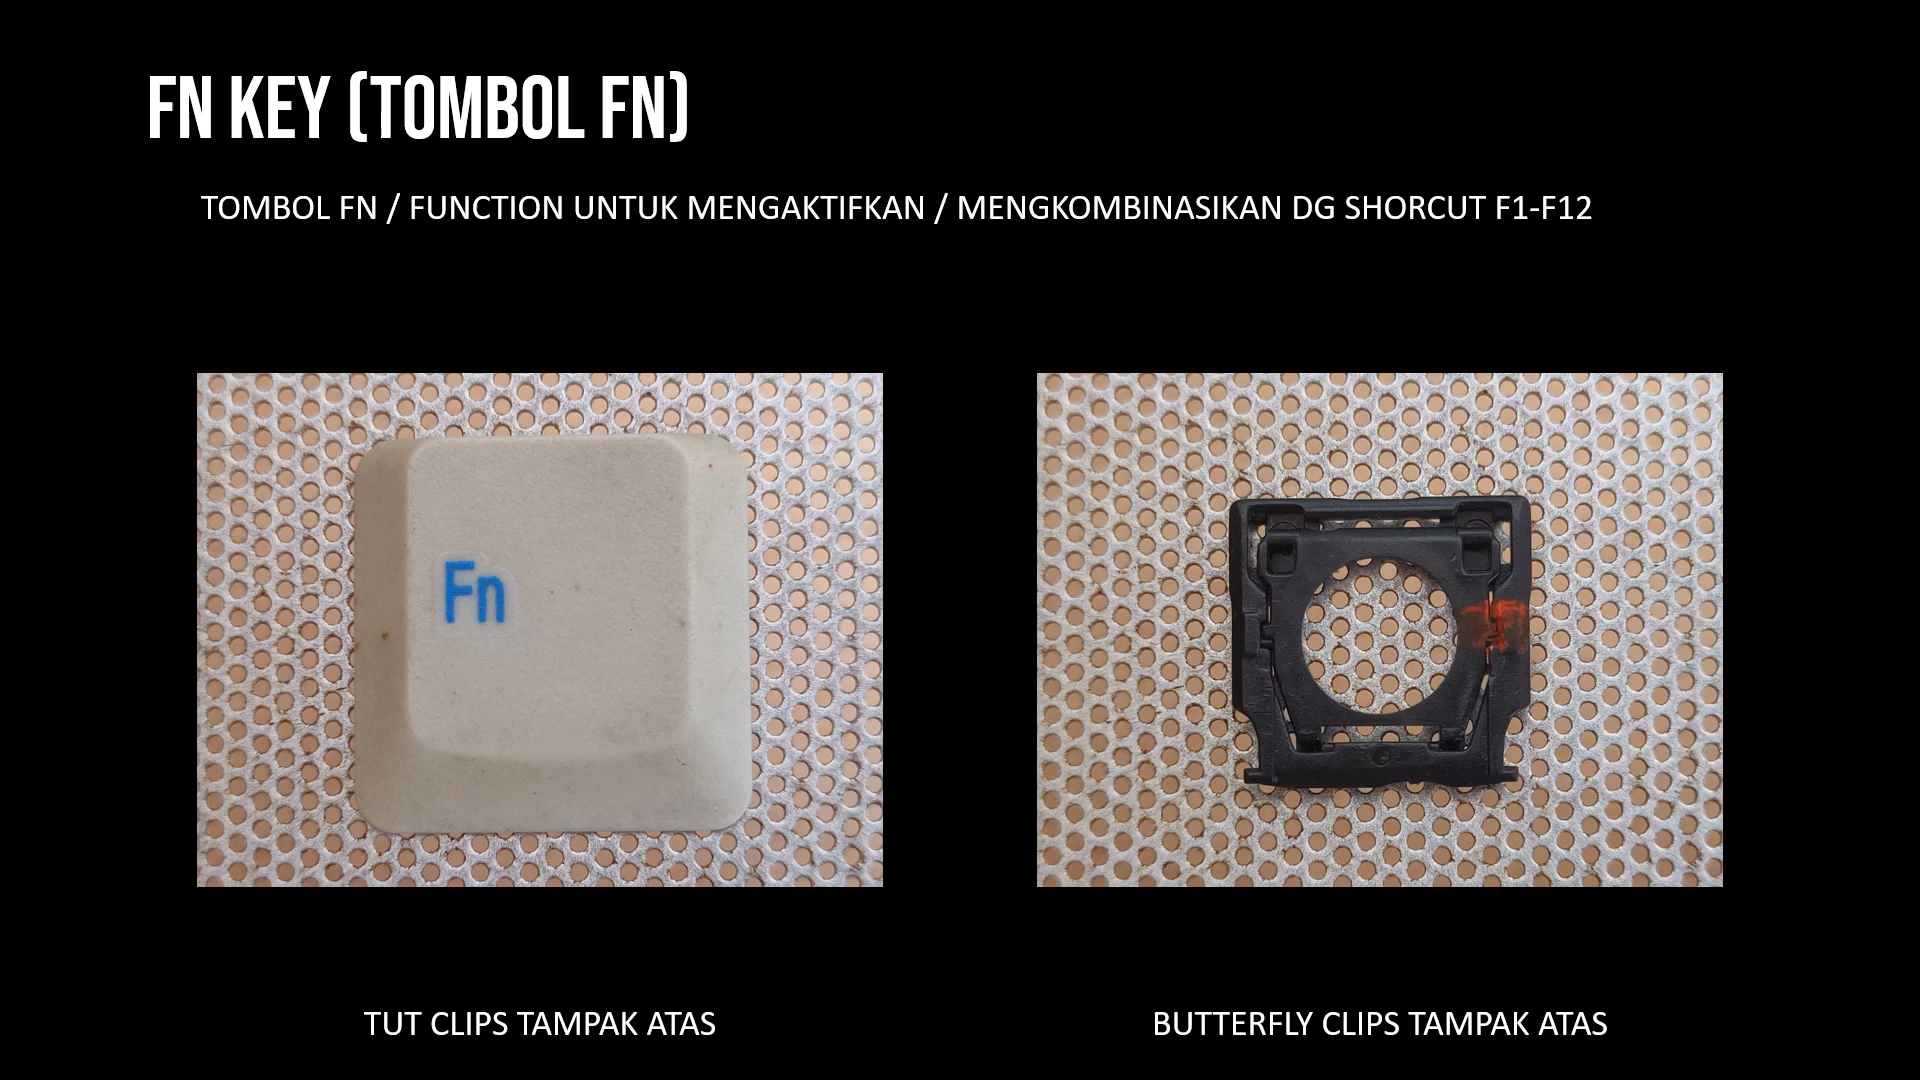 FN KEY (TOMBOL FN)
TOMBOL FN / FUNCTION UNTUK MENGAKTIFKAN / MENGKOMBINASIKAN DG SHORCUT F1-F12
Fn
TUT CLIPS TAMPAK ATAS
BUTTERFLY CLIPS TAMPAK ATAS